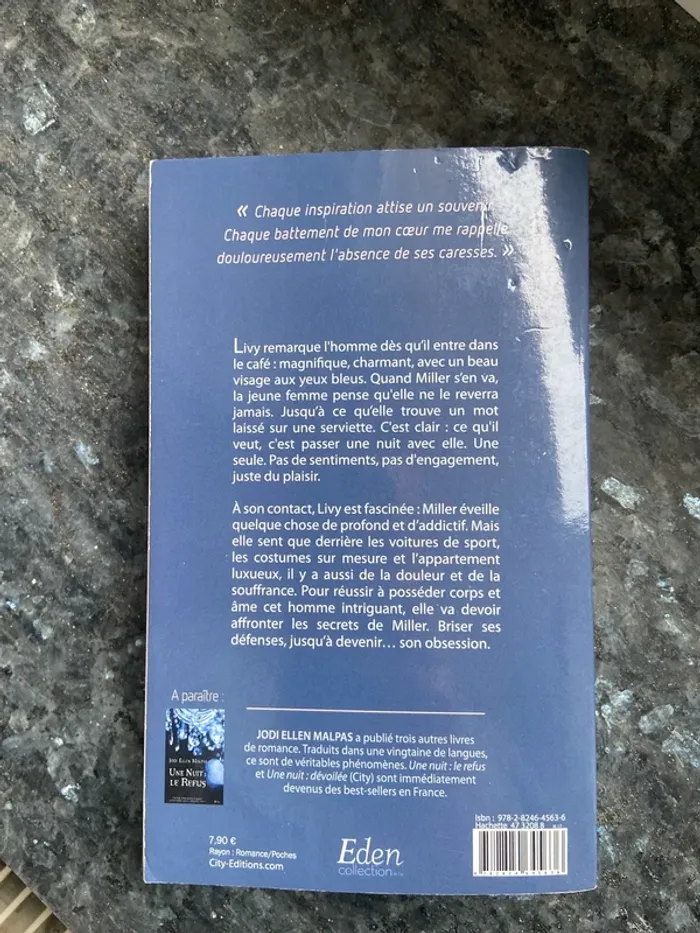 « Chaque inspiration attise un souvenir.
Chaque battement de mon cœur me rappelle
douloureusement l'absence de ses caresses. »
Livy remarque l'homme dès qu'il entre dans
le café : magnifique, charmant, avec un beau
visage aux yeux bleus. Quand Miller s'en va,
la jeune femme pense qu'elle ne le reverra
jamais. Jusqu'à ce qu'elle trouve un mot
laissé sur une serviette. C'est clair : ce qu'il
veut, c'est passer une nuit avec elle. Une
seule. Pas de sentiments, pas d'engagement,
juste du plaisir.
À son contact, Livy est fascinée : Miller éveille
quelque chose de profond et d'addictif. Mais
elle sent que derrière les voitures de sport,
les costumes sur mesure et l'appartement
luxueux, il y a aussi de la douleur et de la
souffrance. Pour réussir à posséder corps et
âme cet homme intriguant, elle va devoir
affronter les secrets de Miller. Briser ses
défenses, jusqu'à devenir… son obsession.
A paraître :
JODI ELLEN MALPAS
UNE NUIT :
LE REFUS
JODI ELLEN MALPAS a publié trois autres livres
de romance. Traduits dans une vingtaine de langues,
ce sont de véritables phénomènes. Une nuit : le refus
et Une nuit : dévoilée (City) sont immédiatement
devenus des best-sellers en France.
7,90 €
Rayon : Romance/Poches
City-Editions.com
Eden
collection
Isbn : 978-2-8246-4563-6
Hachette 47 3208 8